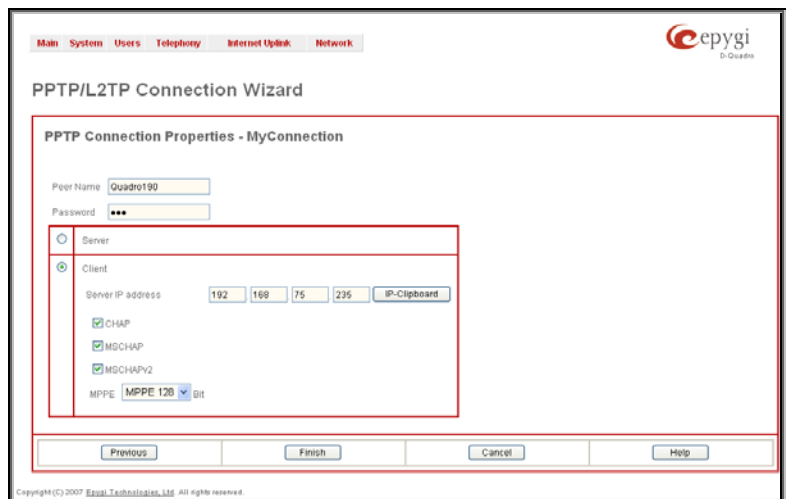 Main System Users Telephony Internet Uplink Network
epygi
D-Quadro
PPTP/L2TP Connection Wizard
PPTP Connection Properties - MyConnection
Peer Name Quadro190
Password •••
Server
Client
Server IP address 192 168 75 235 IP-Clipboard
CHAP
MSCHAP
MSCHAPv2
MPPE MPPE 128 Bit
Previous Finish Cancel Help
Copyright (C) 2007 Epygi Technologies, Ltd. All rights reserved.